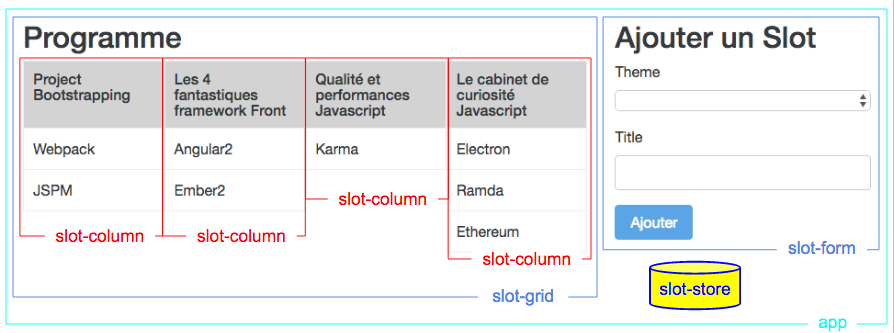 Programme
Project
Bootstrapping
Les 4
fantastiques
framework Front
Qualité et
performances
Javascript
Le cabinet de
curiosité
Javascript
Webpack
Angular2
Karma
Electron
JSPM
Ember2
Ramda
Ethereum
slot-column
slot-column
slot-column
slot-column
slot-grid
Ajouter un Slot
Theme
Title
Ajouter
slot-form
slot-store
app